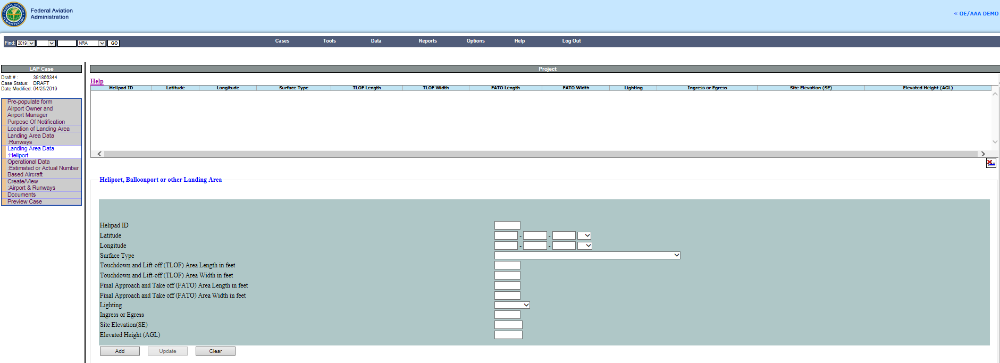 Federal Aviation
Administration
« OE/AAA DEMO
Find: 2019 NRA GO
Cases Tools Data Reports Options Help Log Out
LAP Case
Draft # : 391866344
Case Status: DRAFT
Date Modified: 04/25/2019
Pre-populate form
Airport Owner and
Airport Manager
Purpose Of Notification
Location of Landing Area
Landing Area Data
:Runways
Landing Area Data
:Heliport
Operational Data
:Estimated or Actual Number
Based Aircraft
Create/View
:Airport & Runways
Documents
Preview Case
Project
Help
Helipad ID Latitude Longitude Surface Type TLOF Length TLOF Width FATO Length FATO Width Lighting Ingress or Egress Site Elevation (SE) Elevated Height (AGL)
Heliport, Balloonport or other Landing Area
Helipad ID
Latitude - -
Longitude - -
Surface Type
Touchdown and Lift-off (TLOF) Area Length in feet
Touchdown and Lift-off (TLOF) Area Width in feet
Final Approach and Take off (FATO) Area Length in feet
Final Approach and Take off (FATO) Area Width in feet
Lighting
Ingress or Egress
Site Elevation(SE)
Elevated Height (AGL)
Add Update Clear